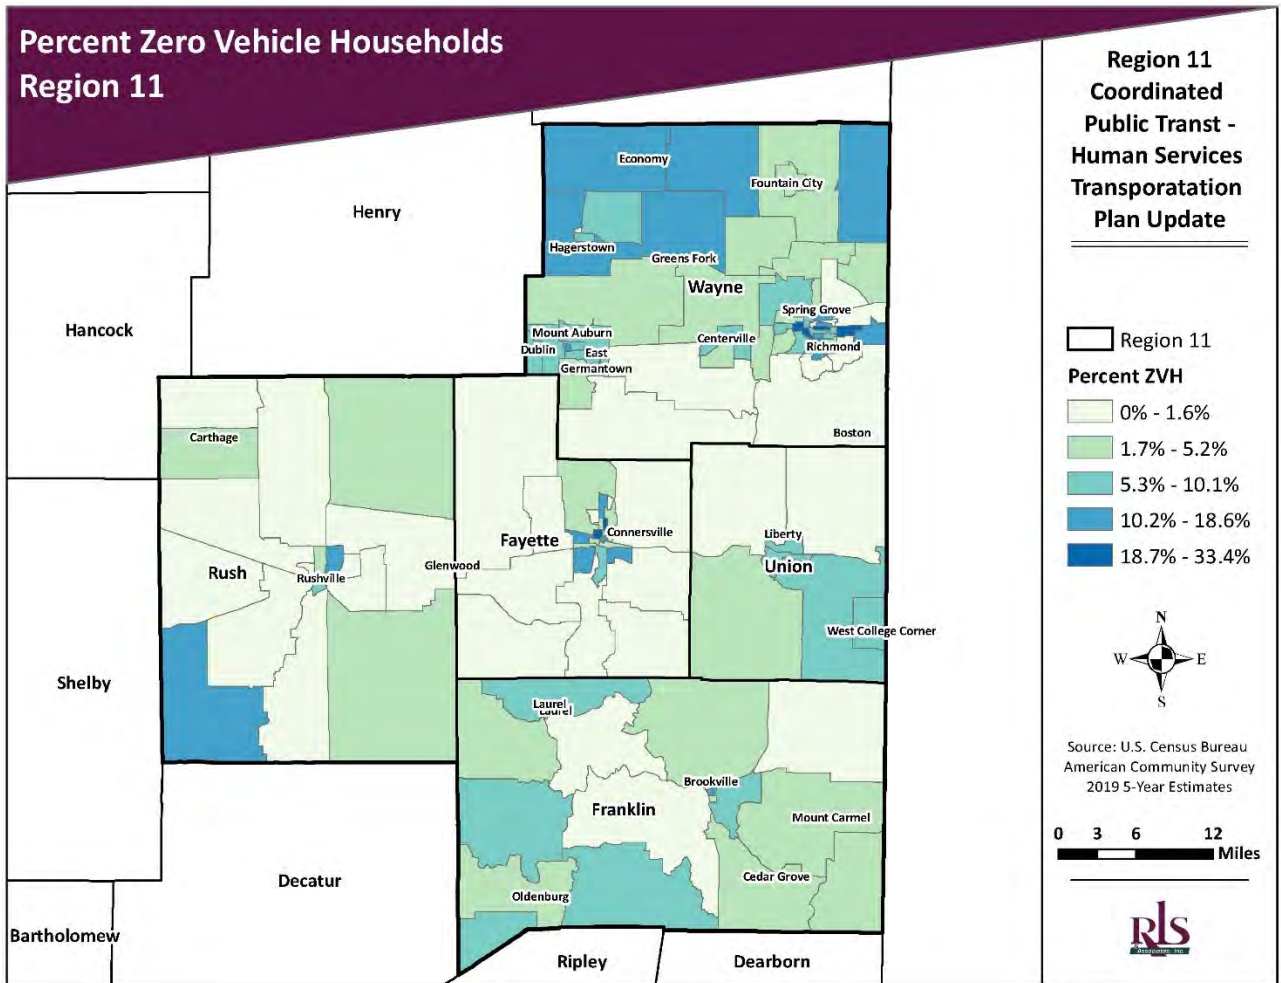 Percent Zero Vehicle Households
Region 11
Region 11
Coordinated
Public Transt -
Human Services
Transporatation
Plan Update
Region 11
Percent ZVH
0% - 1.6%
1.7% - 5.2%
5.3% - 10.1%
10.2% - 18.6%
18.7% - 33.4%
N
W
E
S
Source: U.S. Census Bureau
American Community Survey
2019 5-Year Estimates
0 3 6 12
Miles
RLS
& Associates, Inc.
Economy
Fountain City
Henry
Hagerstown
Greens Fork
Wayne
Spring Grove
Hancock
Mount Auburn
Centerville
Richmond
Dublin
East
Germantown
Boston
Carthage
Connersville
Liberty
Fayette
Glenwood
Union
Rush
Rushville
West College Corner
Shelby
Laurel
Laurel
Brookville
Franklin
Mount Carmel
Cedar Grove
Decatur
Oldenburg
Bartholomew
Ripley
Dearborn